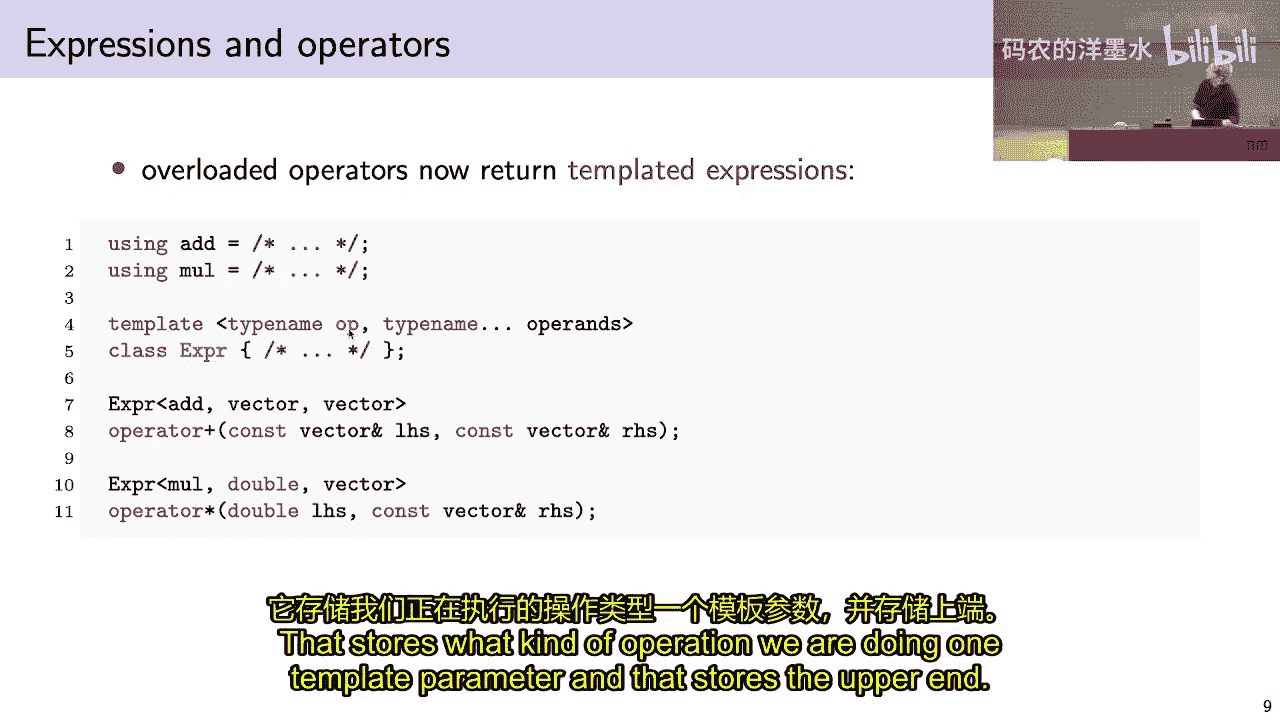 Expressions and operators
码农的洋墨水 bilibili
• overloaded operators now return templated expressions:
1 using add = /* ... */;
2 using mul = /* ... */;
3
4 template <typename op, typename... operands>
5 class Expr { /* ... */ };
6
7 Expr<add, vector, vector>
8 operator+(const vector& lhs, const vector& rhs);
9
10 Expr<mul, double, vector>
11 operator*(double lhs, const vector& rhs);
它存储我们正在执行的操作类型一个模板参数，并存储上端。
That stores what kind of operation we are doing one
template parameter and that stores the upper end.
9